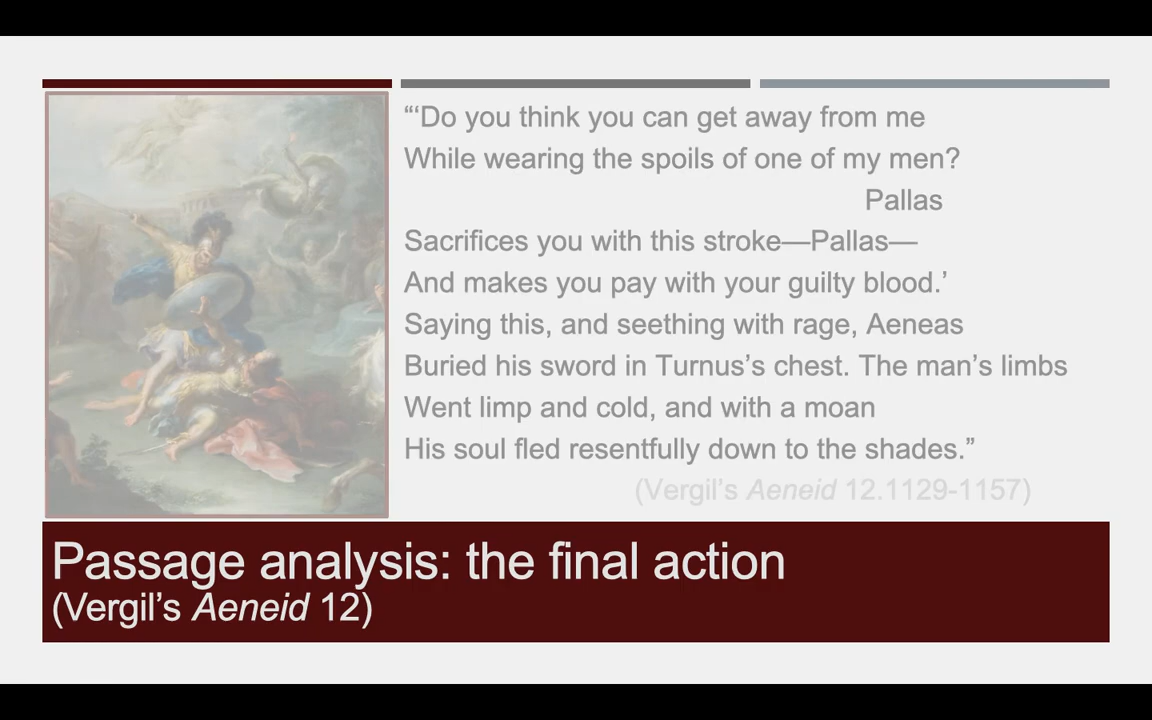 “‘Do you think you can get away from me
While wearing the spoils of one of my men?
Pallas
Sacrifices you with this stroke—Pallas—
And makes you pay with your guilty blood.’
Saying this, and seething with rage, Aeneas
Buried his sword in Turnus’s chest. The man’s limbs
Went limp and cold, and with a moan
His soul fled resentfully down to the shades.”
(Vergil’s Aeneid 12.1129-1157)
Passage analysis: the final action
(Vergil’s Aeneid 12)